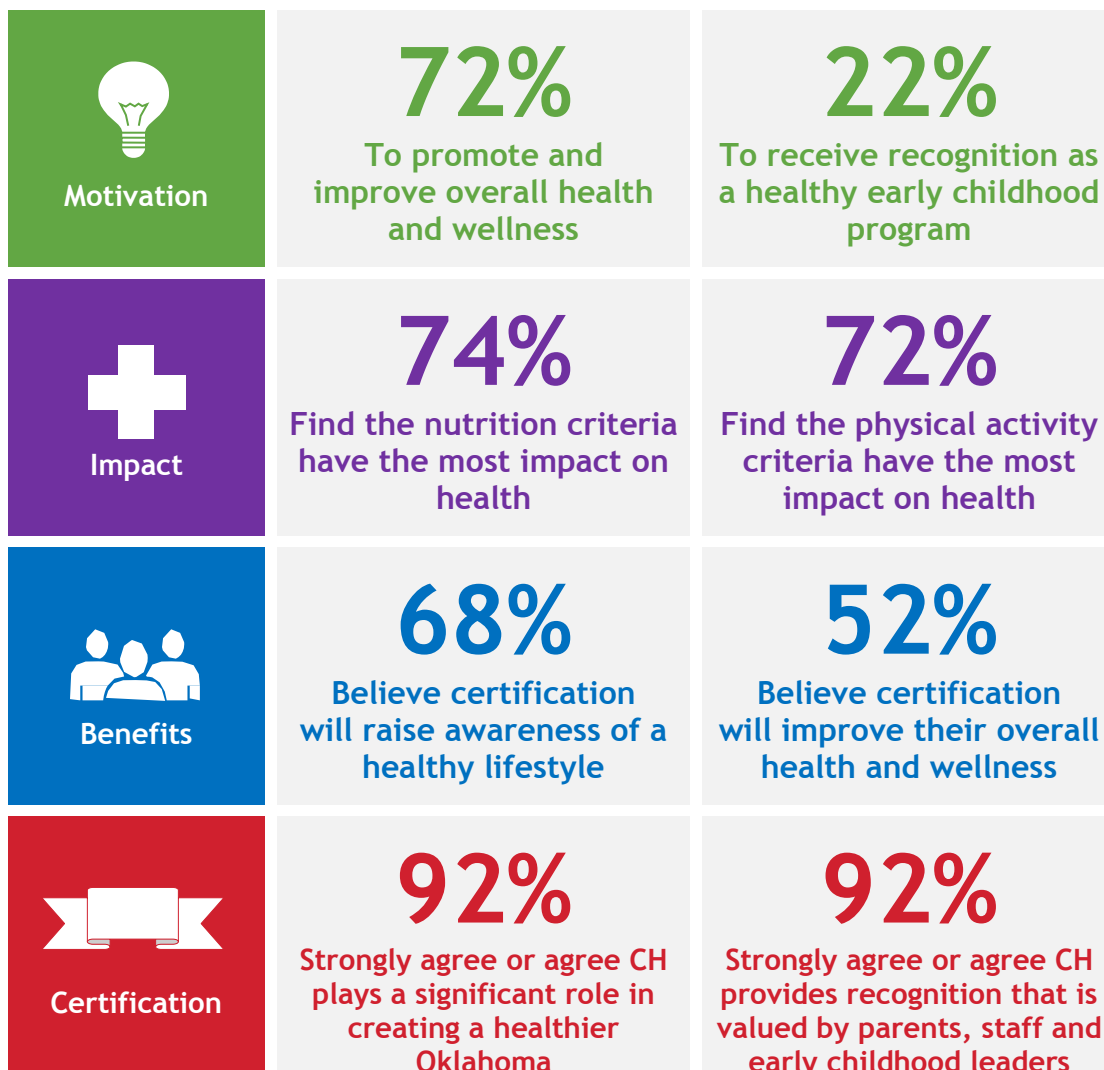 Motivation
72%
To promote and
improve overall health
and wellness
22%
To receive recognition as
a healthy early childhood
program
Impact
74%
Find the nutrition criteria
have the most impact on
health
72%
Find the physical activity
criteria have the most
impact on health
Benefits
68%
Believe certification
will raise awareness of a
healthy lifestyle
52%
Believe certification
will improve their overall
health and wellness
Certification
92%
Strongly agree or agree CH
plays a significant role in
creating a healthier
Oklahoma
92%
Strongly agree or agree CH
provides recognition that is
valued by parents, staff and
early childhood leaders